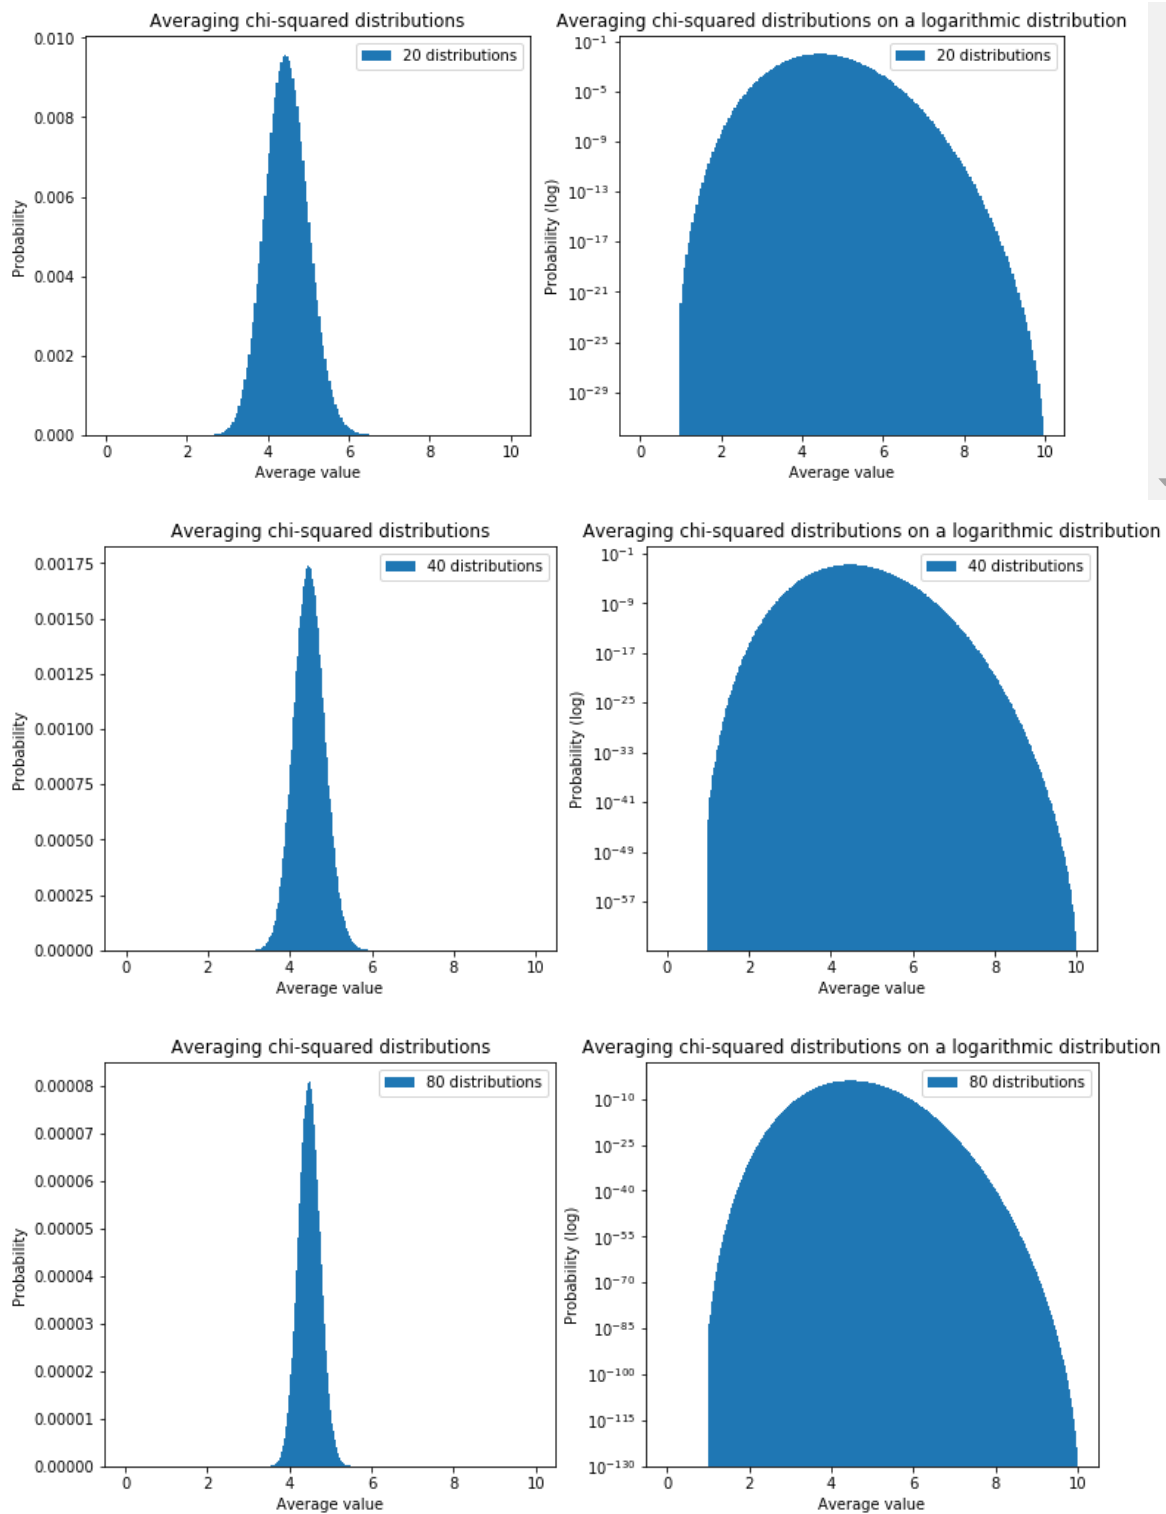 Averaging chi-squared distributions
0.010
0.008
0.006
0.004
0.002
0.000
Probability
20 distributions
0 2 4 6 8 10
Average value
Averaging chi-squared distributions on a logarithmic distribution
10⁻¹
10⁻⁵
10⁻⁹
10⁻¹³
10⁻¹⁷
10⁻²¹
10⁻²⁵
10⁻²⁹
Probability (log)
20 distributions
0 2 4 6 8 10
Average value
Averaging chi-squared distributions
0.00175
0.00150
0.00125
0.00100
0.00075
0.00050
0.00025
0.00000
Probability
40 distributions
0 2 4 6 8 10
Average value
Averaging chi-squared distributions on a logarithmic distribution
10⁻¹
10⁻⁹
10⁻¹⁷
10⁻²⁵
10⁻³³
10⁻⁴¹
10⁻⁴⁹
10⁻⁵⁷
Probability (log)
40 distributions
0 2 4 6 8 10
Average value
Averaging chi-squared distributions
0.00008
0.00007
0.00006
0.00005
0.00004
0.00003
0.00002
0.00001
0.00000
Probability
80 distributions
0 2 4 6 8 10
Average value
Averaging chi-squared distributions on a logarithmic distribution
10⁻¹⁰
10⁻²⁵
10⁻⁴⁰
10⁻⁵⁵
10⁻⁷⁰
10⁻⁸⁵
10⁻¹⁰⁰
10⁻¹¹⁵
10⁻¹³⁰
Probability (log)
80 distributions
0 2 4 6 8 10
Average value